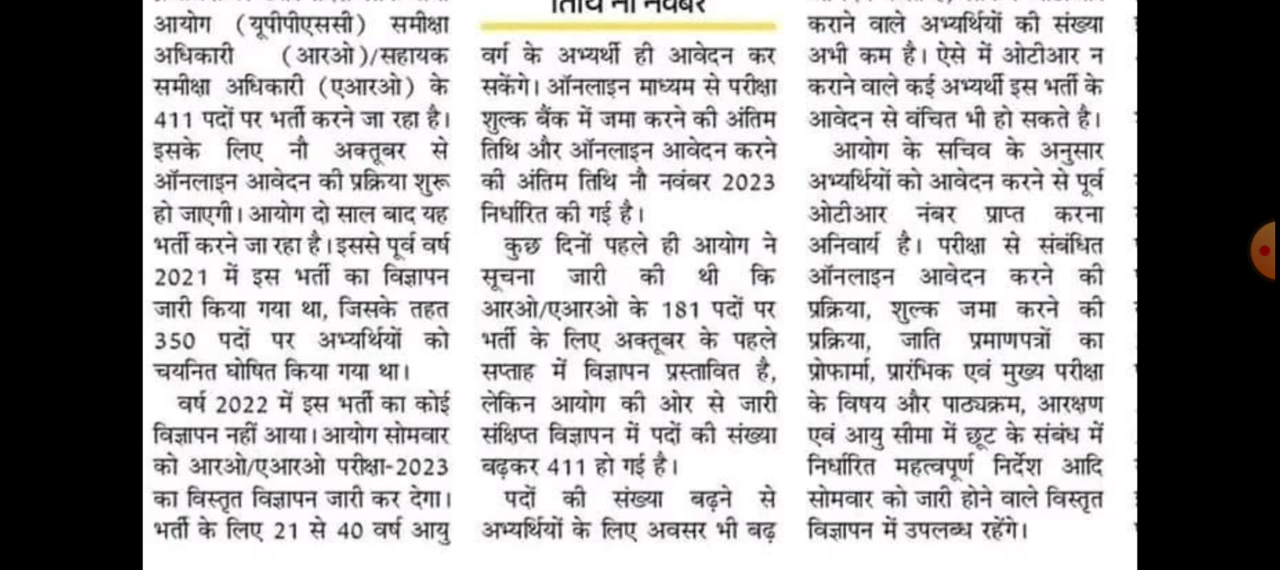 आयोग (यूपीपीएससी) समीक्षा
अधिकारी (आरओ)/सहायक
समीक्षा अधिकारी (एआरओ) के
411 पदों पर भर्ती करने जा रहा है।
इसके लिए नौ अक्तूबर से
ऑनलाइन आवेदन की प्रक्रिया शुरू
हो जाएगी। आयोग दो साल बाद यह
भर्ती करने जा रहा है। इससे पूर्व वर्ष
2021 में इस भर्ती का विज्ञापन
जारी किया गया था, जिसके तहत
350 पदों पर अभ्यर्थियों को
चयनित घोषित किया गया था।
वर्ष 2022 में इस भर्ती का कोई
विज्ञापन नहीं आया। आयोग सोमवार
को आरओ/एआरओ परीक्षा-2023
का विस्तृत विज्ञापन जारी कर देगा।
भर्ती के लिए 21 से 40 वर्ष आयु
तिथि नौ नवंबर
वर्ग के अभ्यर्थी ही आवेदन कर
सकेंगे। ऑनलाइन माध्यम से परीक्षा
शुल्क बैंक में जमा करने की अंतिम
तिथि और ऑनलाइन आवेदन करने
की अंतिम तिथि नौ नवंबर 2023
निर्धारित की गई है।
कुछ दिनों पहले ही आयोग ने
सूचना जारी की थी कि
आरओ/एआरओ के 181 पदों पर
भर्ती के लिए अक्तूबर के पहले
सप्ताह में विज्ञापन प्रस्तावित है,
लेकिन आयोग की ओर से जारी
संक्षिप्त विज्ञापन में पदों की संख्या
बढ़कर 411 हो गई है।
पदों की संख्या बढ़ने से
अभ्यर्थियों के लिए अवसर भी बढ़
कराने वाले अभ्यर्थियों की संख्या
अभी कम है। ऐसे में ओटीआर न
कराने वाले कई अभ्यर्थी इस भर्ती के
आवेदन से वंचित भी हो सकते है।
आयोग के सचिव के अनुसार
अभ्यर्थियों को आवेदन करने से पूर्व
ओटीआर नंबर प्राप्त करना
अनिवार्य है। परीक्षा से संबंधित
ऑनलाइन आवेदन करने की
प्रक्रिया, शुल्क जमा करने की
प्रक्रिया, जाति प्रमाणपत्रों का
प्रोफार्मा, प्रारंभिक एवं मुख्य परीक्षा
के विषय और पाठ्यक्रम, आरक्षण
एवं आयु सीमा में छूट के संबंध में
निर्धारित महत्वपूर्ण निर्देश आदि
सोमवार को जारी होने वाले विस्तृत
विज्ञापन में उपलब्ध रहेंगे।